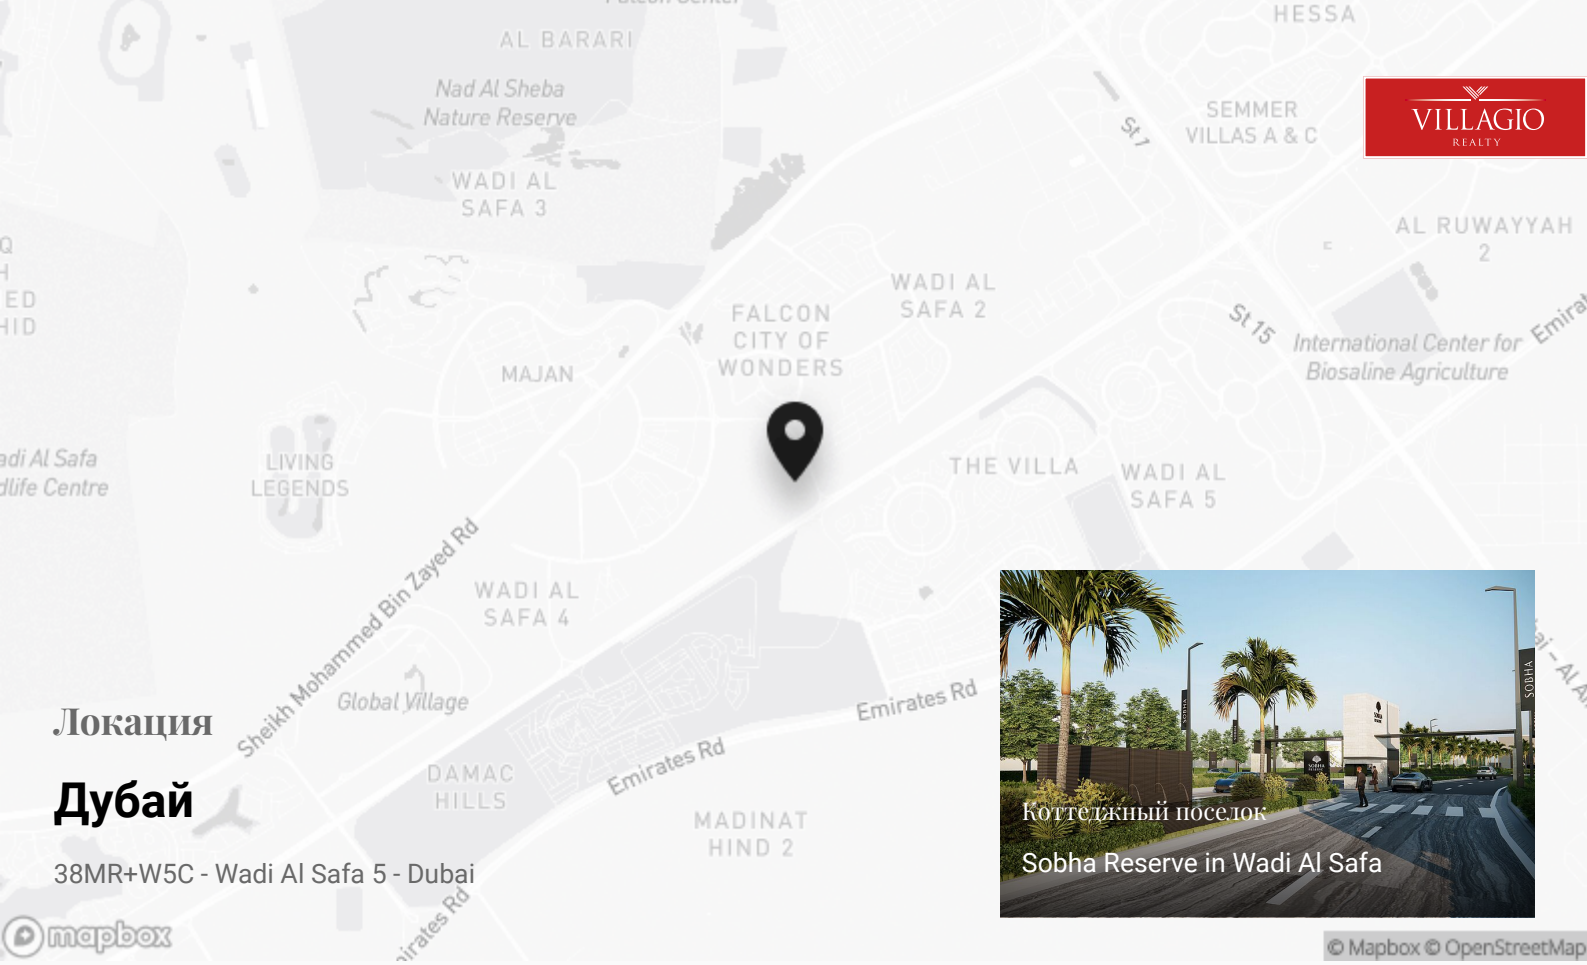 HESSA
AL BARARI
Nad Al Sheba
Nature Reserve
SEMMER
VILLAS A & C
St 7
VILLAGIO
REALTY
WADI AL
SAFA 3
AL RUWAYYAH
2
WADI AL
SAFA 2
FALCON
CITY OF
WONDERS
St 15
International Center for
Biosaline Agriculture
MAJAN
LIVING
LEGENDS
THE VILLA
WADI AL
SAFA 5
Sheikh Mohammed Bin Zayed Rd
WADI AL
SAFA 4
Global Village
Emirates Rd
Emirates Rd
DAMAC
HILLS
MADINAT
HIND 2
Локация
Дубай
38MR+W5C - Wadi Al Safa 5 - Dubai
SOBHA
SOBHA
SOBHA
Коттеджный поселок
Sobha Reserve in Wadi Al Safa
mapbox
© Mapbox © OpenStreetMap